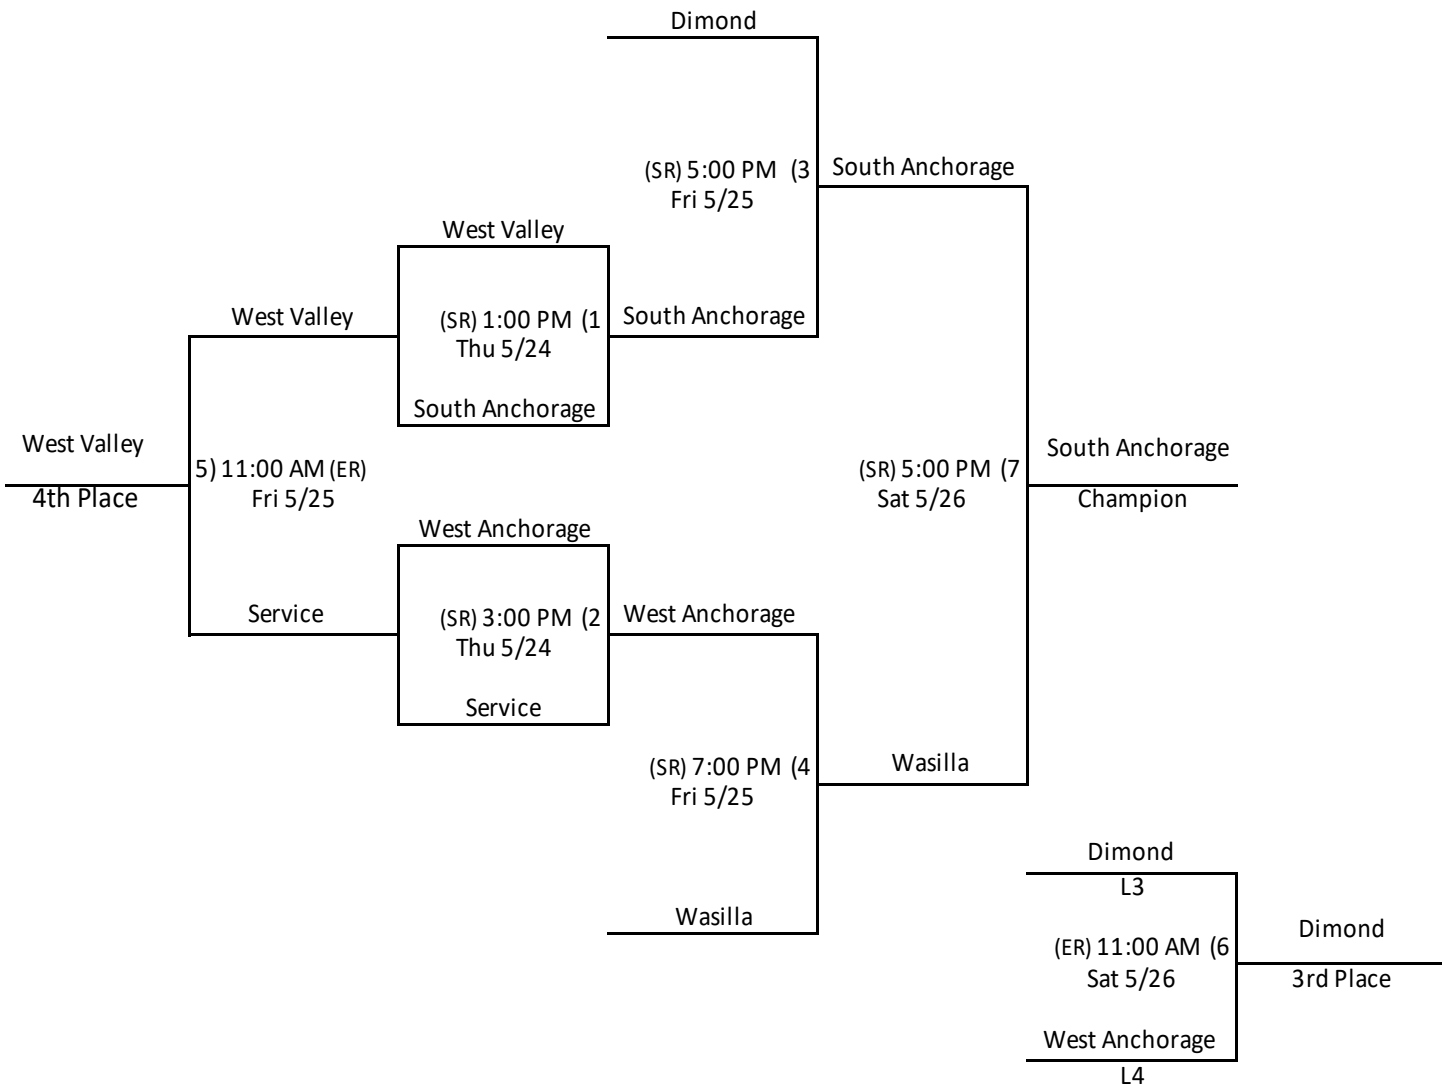 Dimond
(SR) 5:00 PM (3
Fri 5/25
South Anchorage
West Valley
West Valley
(SR) 1:00 PM (1
Thu 5/24
South Anchorage
South Anchorage
West Valley
4th Place
5) 11:00 AM (ER)
Fri 5/25
(SR) 5:00 PM (7
Sat 5/26
South Anchorage
Champion
West Anchorage
Service
(SR) 3:00 PM (2
Thu 5/24
West Anchorage
Service
(SR) 7:00 PM (4
Fri 5/25
Wasilla
Wasilla
Dimond
L3
(ER) 11:00 AM (6
Sat 5/26
Dimond
3rd Place
West Anchorage
L4